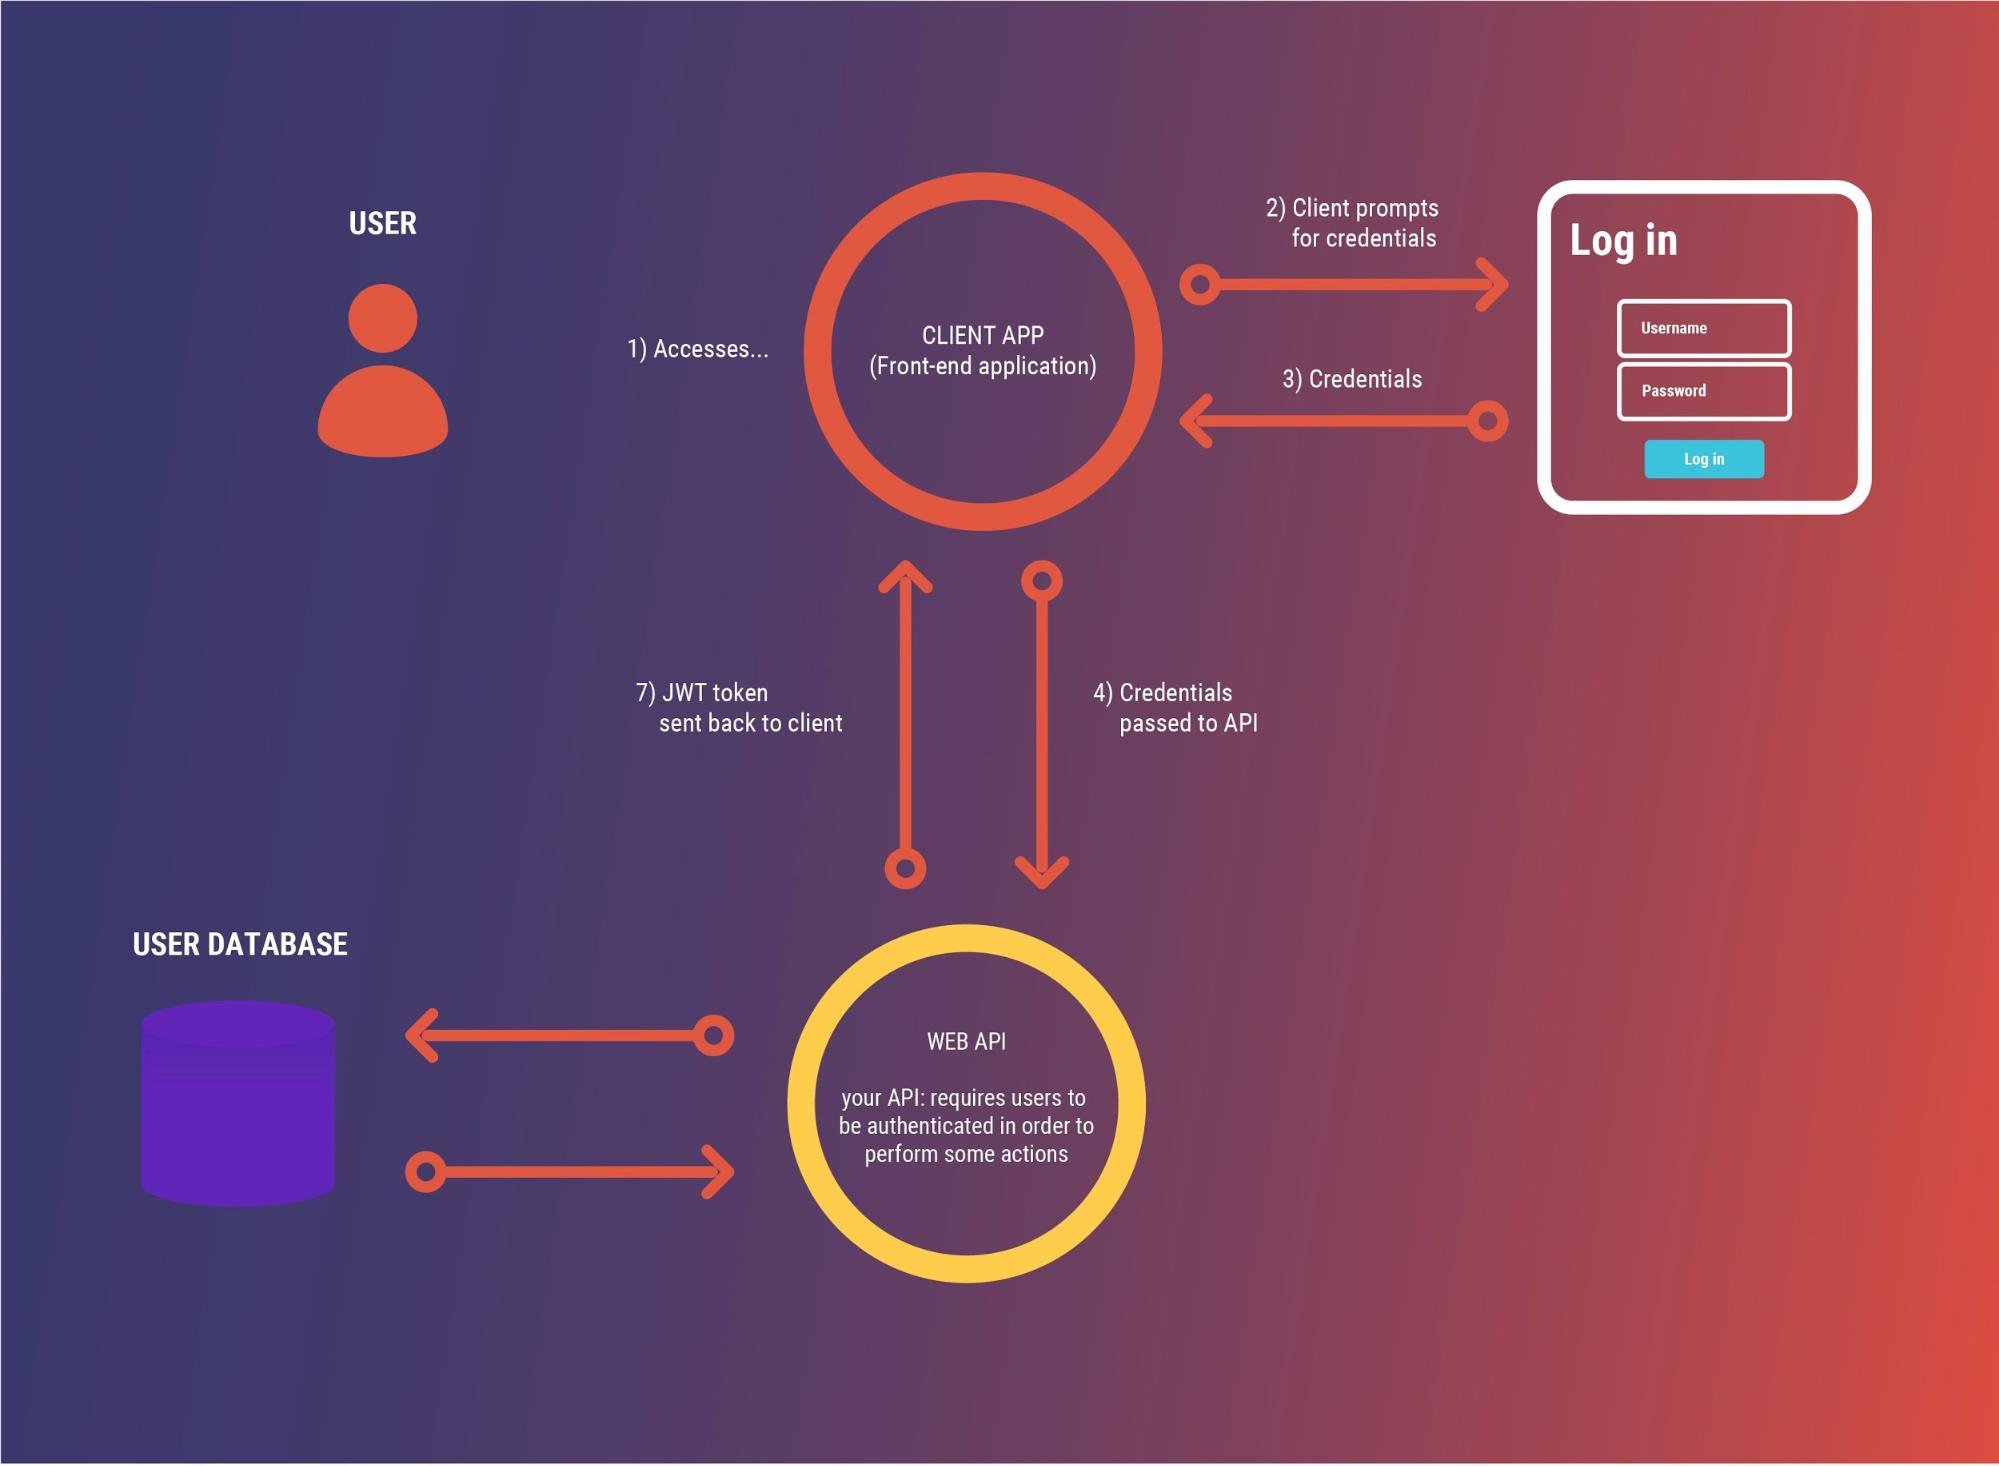 USER
1) Accesses...
CLIENT APP
(Front-end application)
2) Client prompts
for credentials
3) Credentials
Log in
Username
Password
Log in
7) JWT token
sent back to client
4) Credentials
passed to API
USER DATABASE
WEB API
your API: requires users to
be authenticated in order to
perform some actions